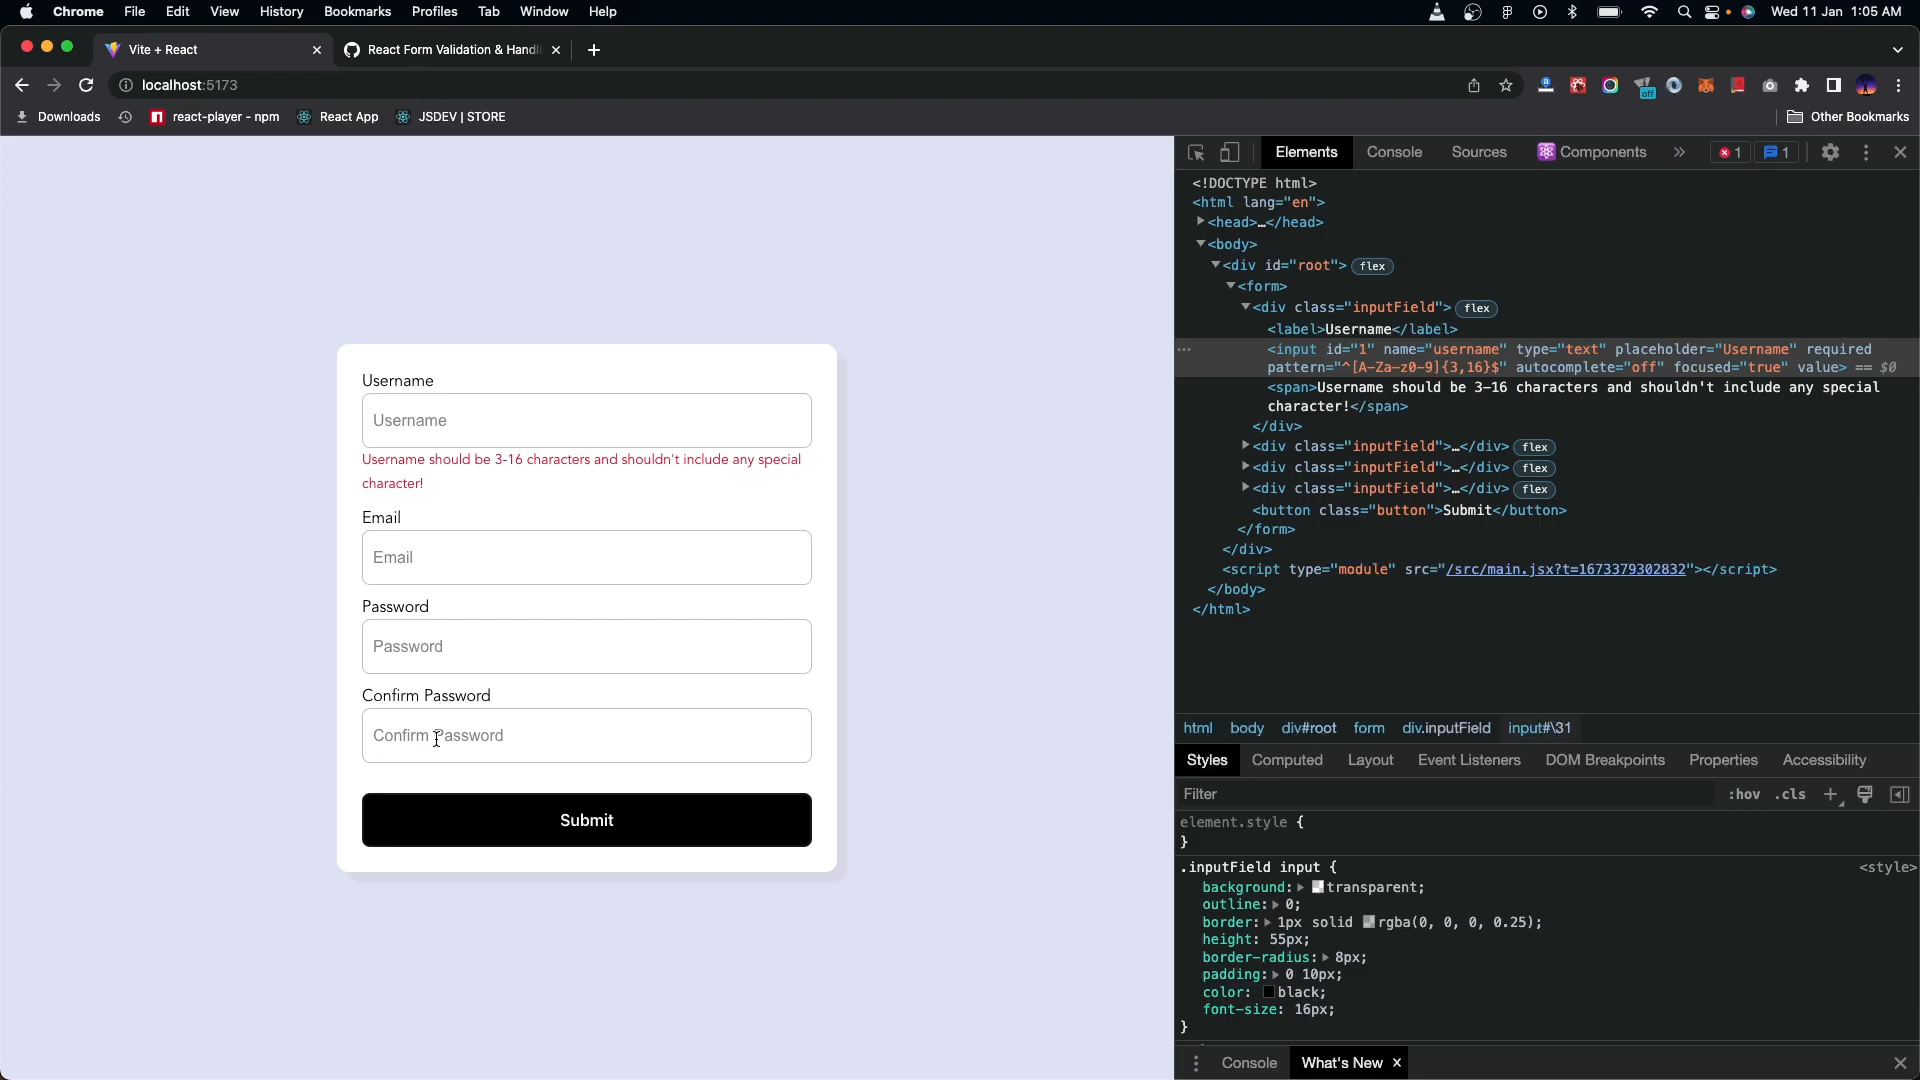 Chrome File Edit View History Bookmarks Profiles Tab Window Help Wed 11 Jan 1:05 AM
Vite + React React Form Validation & Handli
localhost:5173
off
Downloads react-player - npm React App JSDEV | STORE Other Bookmarks
Elements Console Sources Components » 1 1
<!DOCTYPE html>
<html lang="en">
<head>…</head>
<body>
<div id="root"> flex
<form>
<div class="inputField"> flex
<label>Username</label>
<input id="1" name="username" type="text" placeholder="Username" required
pattern="^[A-Za-z0-9]{3,16}$" autocomplete="off" focused="true" value> == $0
<span>Username should be 3-16 characters and shouldn't include any special
character!</span>
</div>
<div class="inputField">…</div> flex
<div class="inputField">…</div> flex
<div class="inputField">…</div> flex
<button class="button">Submit</button>
</form>
</div>
<script type="module" src="/src/main.jsx?t=1673379302832"></script>
</body>
</html>
Username
Username
Username should be 3-16 characters and shouldn't include any special
character!
Email
Email
Password
Password
Confirm Password
Confirm Password
Submit
html body div#root form div.inputField input#\31
Styles Computed Layout Event Listeners DOM Breakpoints Properties Accessibility
Filter :hov .cls +
element.style {
}
.inputField input { <style>
background: transparent;
outline: 0;
border: 1px solid rgba(0, 0, 0, 0.25);
height: 55px;
border-radius: 8px;
padding: 0 10px;
color: black;
font-size: 16px;
}
Console What's New